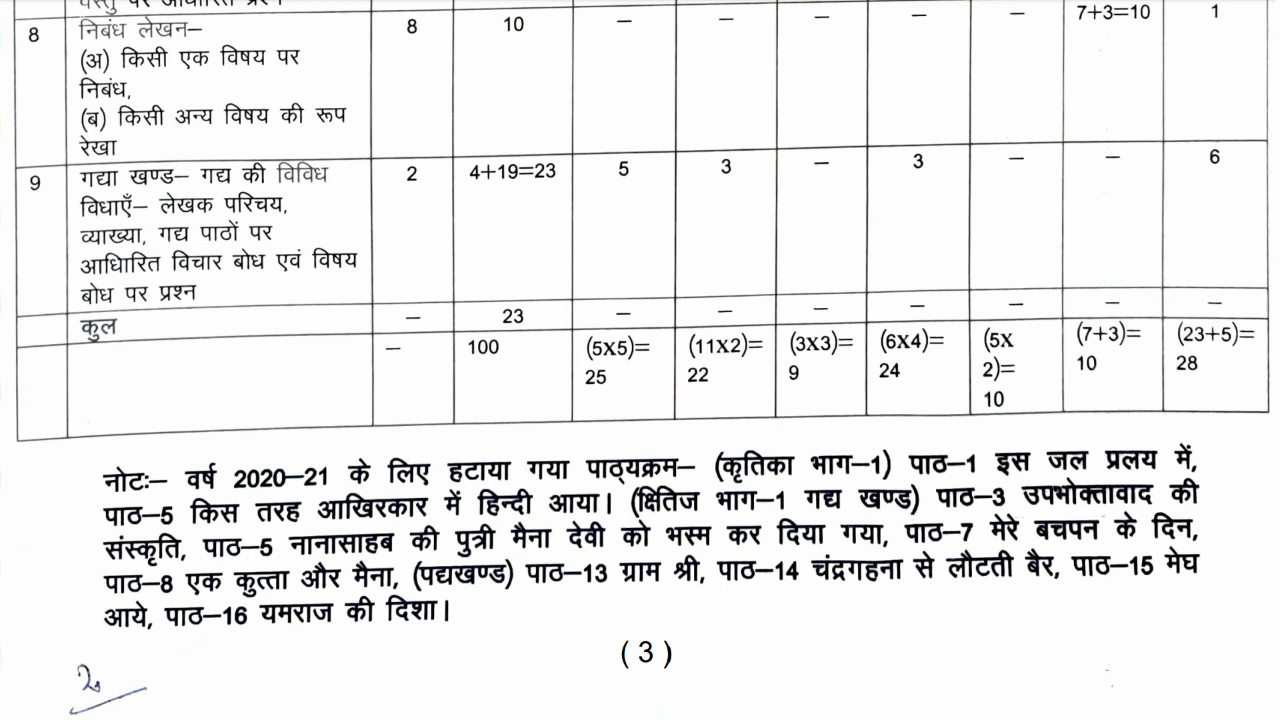 वस्तु पर आधारित प्रश्न
8 निबंध लेखन– 8 10 – – – – – 7+3=10 1
(अ) किसी एक विषय पर
निबंध,
(ब) किसी अन्य विषय की रूप
रेखा
9 गद्या खण्ड– गद्य की विविध 2 4+19=23 5 3 – 3 – – 6
विधाएँ– लेखक परिचय,
व्याख्या, गद्य पाठों पर
आधाारित विचार बोध एवं विषय
बोध पर प्रश्न
कुल – 23 – – – – – – –
– 100 (5x5)= (11x2)= (3x3)= (6x4)= (5x (7+3)= (23+5)=
25 22 9 24 2)= 10 28
10
नोटः– वर्ष 2020–21 के लिए हटाया गया पाठ्यक्रम– (कृतिका भाग–1) पाठ–1 इस जल प्रलय में,
पाठ–5 किस तरह आखिरकार में हिन्दी आया। (क्षितिज भाग–1 गद्य खण्ड) पाठ–3 उपभोक्तावाद की
संस्कृति, पाठ–5 नानासाहब की पुत्री मैना देवी को भस्म कर दिया गया, पाठ–7 मेरे बचपन के दिन,
पाठ–8 एक कुत्ता और मैना, (पद्यखण्ड) पाठ–13 ग्राम श्री, पाठ–14 चंद्रगहना से लौटती बैर, पाठ–15 मेघ
आये, पाठ–16 यमराज की दिशा।
( 3 )